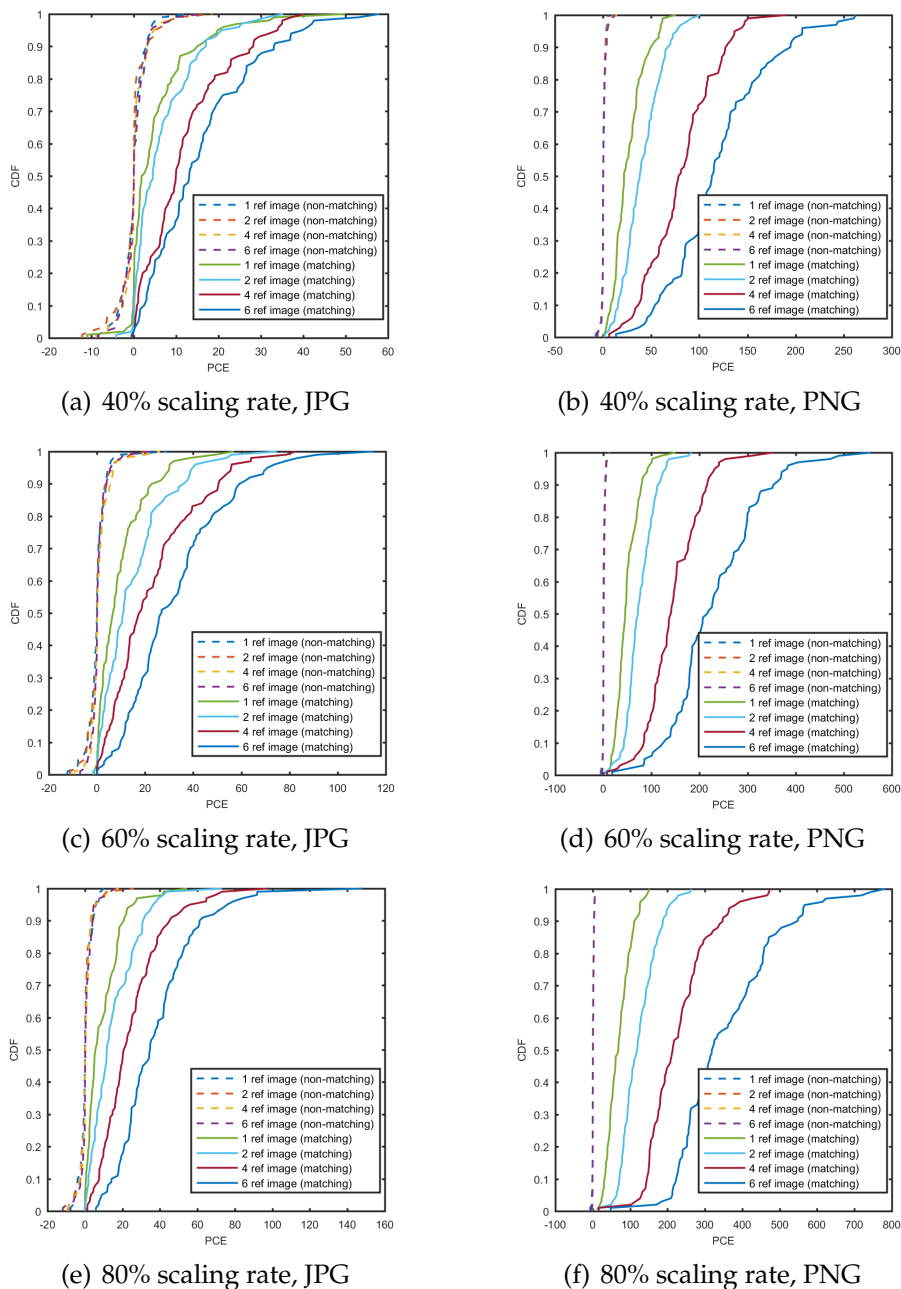 1
0.9
0.8
0.7
0.6
0.5
0.4
0.3
0.2
0.1
0
CDF
-20 -10 0 10 20 30 40 50 60
PCE
1 ref image (non-matching)
2 ref image (non-matching)
4 ref image (non-matching)
6 ref image (non-matching)
1 ref image (matching)
2 ref image (matching)
4 ref image (matching)
6 ref image (matching)
(a) 40% scaling rate, JPG
1
0.9
0.8
0.7
0.6
0.5
0.4
0.3
0.2
0.1
0
CDF
-50 0 50 100 150 200 250 300
PCE
1 ref image (non-matching)
2 ref image (non-matching)
4 ref image (non-matching)
6 ref image (non-matching)
1 ref image (matching)
2 ref image (matching)
4 ref image (matching)
6 ref image (matching)
(b) 40% scaling rate, PNG
1
0.9
0.8
0.7
0.6
0.5
0.4
0.3
0.2
0.1
0
CDF
-20 0 20 40 60 80 100 120
PCE
1 ref image (non-matching)
2 ref image (non-matching)
4 ref image (non-matching)
6 ref image (non-matching)
1 ref image (matching)
2 ref image (matching)
4 ref image (matching)
6 ref image (matching)
(c) 60% scaling rate, JPG
1
0.9
0.8
0.7
0.6
0.5
0.4
0.3
0.2
0.1
0
CDF
-100 0 100 200 300 400 500 600
PCE
1 ref image (non-matching)
2 ref image (non-matching)
4 ref image (non-matching)
6 ref image (non-matching)
1 ref image (matching)
2 ref image (matching)
4 ref image (matching)
6 ref image (matching)
(d) 60% scaling rate, PNG
1
0.9
0.8
0.7
0.6
0.5
0.4
0.3
0.2
0.1
0
CDF
-20 0 20 40 60 80 100 120 140 160
PCE
1 ref image (non-matching)
2 ref image (non-matching)
4 ref image (non-matching)
6 ref image (non-matching)
1 ref image (matching)
2 ref image (matching)
4 ref image (matching)
6 ref image (matching)
(e) 80% scaling rate, JPG
1
0.9
0.8
0.7
0.6
0.5
0.4
0.3
0.2
0.1
0
CDF
-100 0 100 200 300 400 500 600 700 800
PCE
1 ref image (non-matching)
2 ref image (non-matching)
4 ref image (non-matching)
6 ref image (non-matching)
1 ref image (matching)
2 ref image (matching)
4 ref image (matching)
6 ref image (matching)
(f) 80% scaling rate, PNG